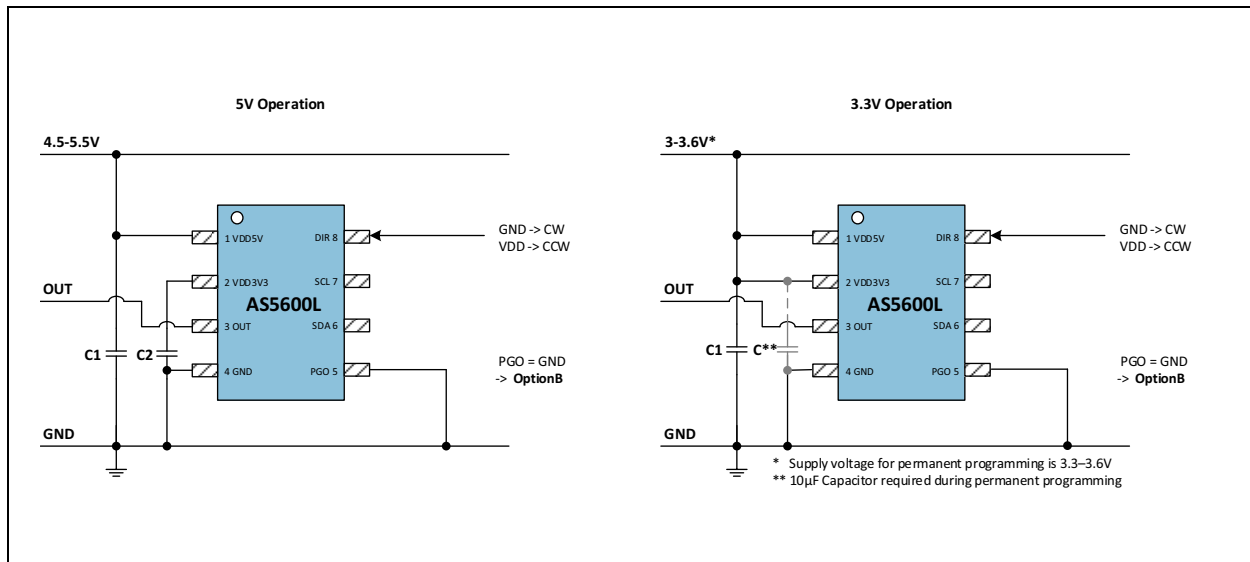 5V Operation
4.5-5.5V
1 VDD5V
DIR 8
GND -> CW
VDD -> CCW
2 VDD3V3
SCL 7
OUT
AS5600L
3 OUT
SDA 6
C1
C2
4 GND
PGO 5
PGO = GND
-> OptionB
GND
3.3V Operation
3-3.6V*
1 VDD5V
DIR 8
GND -> CW
VDD -> CCW
2 VDD3V3
SCL 7
OUT
AS5600L
3 OUT
SDA 6
C1
C**
4 GND
PGO 5
PGO = GND
-> OptionB
GND
* Supply voltage for permanent programming is 3.3–3.6V
** 10µF Capacitor required during permanent programming